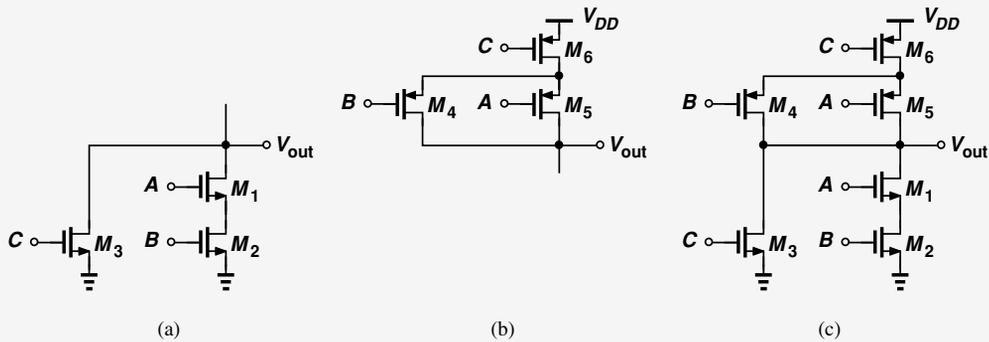 V_DD
C M_6
B M_4 A M_5
V_out
V_DD
C M_6
B M_4 A M_5
V_out
A M_1
C M_3 B M_2
V_out
A M_1
C M_3 B M_2
(a) (b) (c)